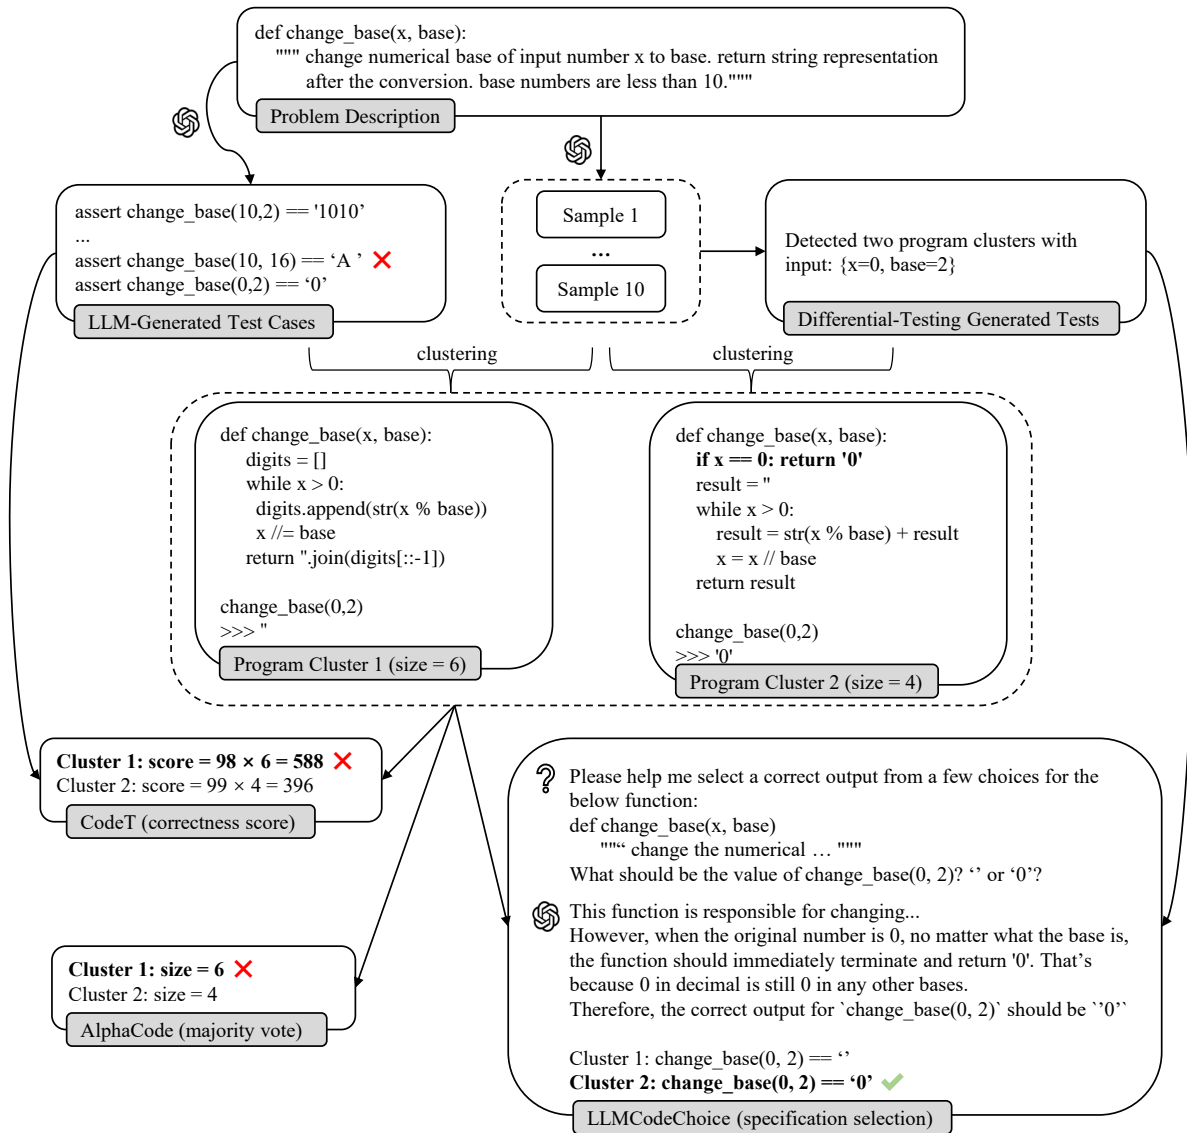 def change_base(x, base):
""" change numerical base of input number x to base. return string representation
after the conversion. base numbers are less than 10."""
Problem Description
assert change_base(10,2) == '1010’
...
assert change_base(10, 16) == ‘A ’
assert change_base(0,2) == ‘0’
LLM-Generated Test Cases
Sample 1
...
Sample 10
Detected two program clusters with
input: {x=0, base=2}
Differential-Testing Generated Tests
clustering
clustering
def change_base(x, base):
digits = []
while x > 0:
digits.append(str(x % base))
x //= base
return ''.join(digits[::-1])
change_base(0,2)
>>> ''
Program Cluster 1 (size = 6)
def change_base(x, base):
if x == 0: return '0'
result = ''
while x > 0:
result = str(x % base) + result
x = x // base
return result
change_base(0,2)
>>> '0'
Program Cluster 2 (size = 4)
Cluster 1: score = 98 × 6 = 588
Cluster 2: score = 99 × 4 = 396
CodeT (correctness score)
Cluster 1: size = 6
Cluster 2: size = 4
AlphaCode (majority vote)
Please help me select a correct output from a few choices for the
below function:
def change_base(x, base)
""“ change the numerical … """
What should be the value of change_base(0, 2)? ‘’ or ‘0’?
This function is responsible for changing...
However, when the original number is 0, no matter what the base is,
the function should immediately terminate and return '0'. That’s
because 0 in decimal is still 0 in any other bases.
Therefore, the correct output for `change_base(0, 2)` should be `’0’`
Cluster 1: change_base(0, 2) == ‘’
Cluster 2: change_base(0, 2) == ‘0’
LLMCodeChoice (specification selection)